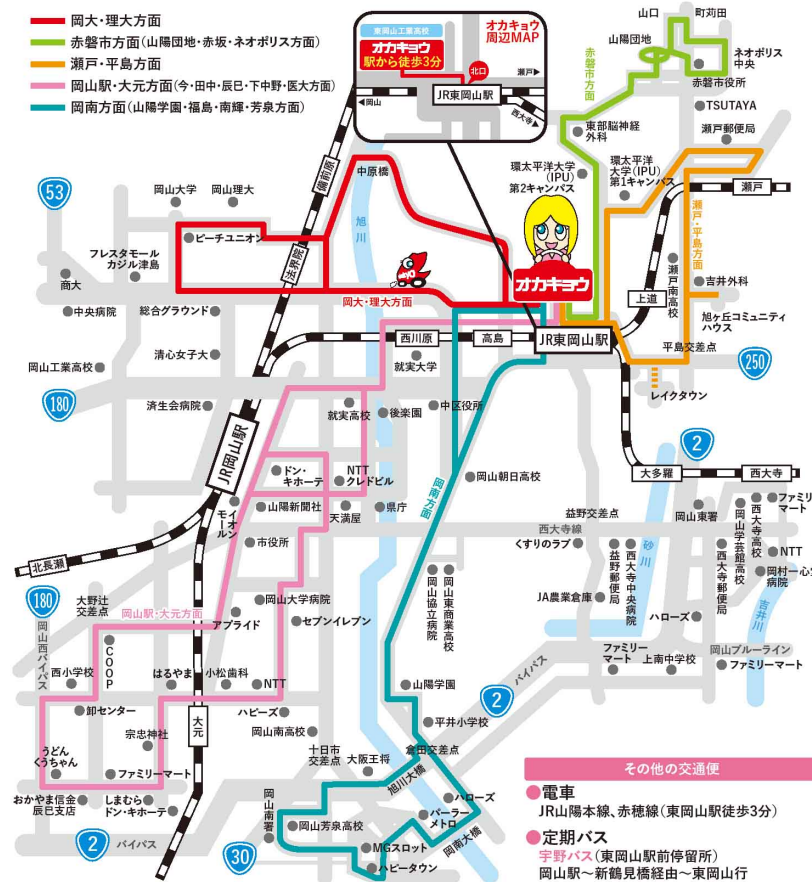 岡大・理大方面
赤磐市方面(山陽団地・赤坂・ネオポリス方面)
瀬戸・平島方面
岡山駅・大元方面(今・田中・辰巳・下中野・医大方面)
岡南方面(山陽学園・福島・南輝・芳泉方面)
東岡山工業高校
オカキョウ
駅から徒歩3分
オカキョウ
周辺MAP
北口
瀬戸▶
◀岡山
JR東岡山駅
西大寺▶
山口
町苅田
山陽団地
ネオポリス
中央
赤磐市役所
赤磐市方面
TSUTAYA
東部脳神経
外科
瀬戸郵便局
環太平洋大学
(IPU)
第2キャンパス
環太平洋
大学(IPU)
第1キャンパス
瀬戸
瀬戸・平島方面
瀬戸南高校
吉井外科
上道
旭ヶ丘コミュニティ
ハウス
平島交差点
250
レイクタウン
オカキョウ
JR東岡山駅
備前原
中原橋
旭川
53
岡山大学
岡山理大
ピーチユニオン
法界院
フレスタモール
カジル津島
商大
中央病院
総合グラウンド
岡大・理大方面
清心女子大
岡山工業高校
西川原
高島
就実大学
180
済生会病院
就実高校
後楽園
中区役所
JR岡山駅
ドン・
キホーテ
NTT
クレドビル
岡山朝日高校
岡南方面
イオン
モール
山陽新聞社
天満屋
県庁
市役所
2
大多羅
西大寺
益野交差点
西大寺線
くすりのラブ
益野郵便局
西大寺中央病院
砂川
岡山東署
岡山学芸館高校
西大寺高校
ファミリー
マート
NTT
西大寺郵便局
岡村一心堂
病院
JA農業倉庫
ハローズ
吉井川
岡山ブルーライン
ファミリー
マート
上南中学校
ファミリーマート
北長瀬
180
大野辻
交差点
岡山駅・大元方面
岡山大学病院
アプライド
セブンイレブン
岡山協立病院
岡山東商業高校
岡山西バイパス
西小学校
COOP
はるやま
小松歯科
NTT
山陽学園
2
バイパス
卸センター
ハピーズ
大元
宗忠神社
岡山南高校
平井小学校
うどん
くうちゃん
十日市
交差点
大阪王将
倉田交差点
旭川大橋
ファミリーマート
おかやま信金
辰巳支店
しまむら
ドン・キホーテ
岡山南署
岡山芳泉高校
ハローズ
パーラー
メトロ
岡南大橋
2
バイパス
30
MGスロット
ハピータウン
その他の交通便
●電車
JR山陽本線、赤穂線(東岡山駅徒歩3分)
●定期バス
宇野バス(東岡山駅前停留所)
岡山駅〜新鶴見橋経由〜東岡山行